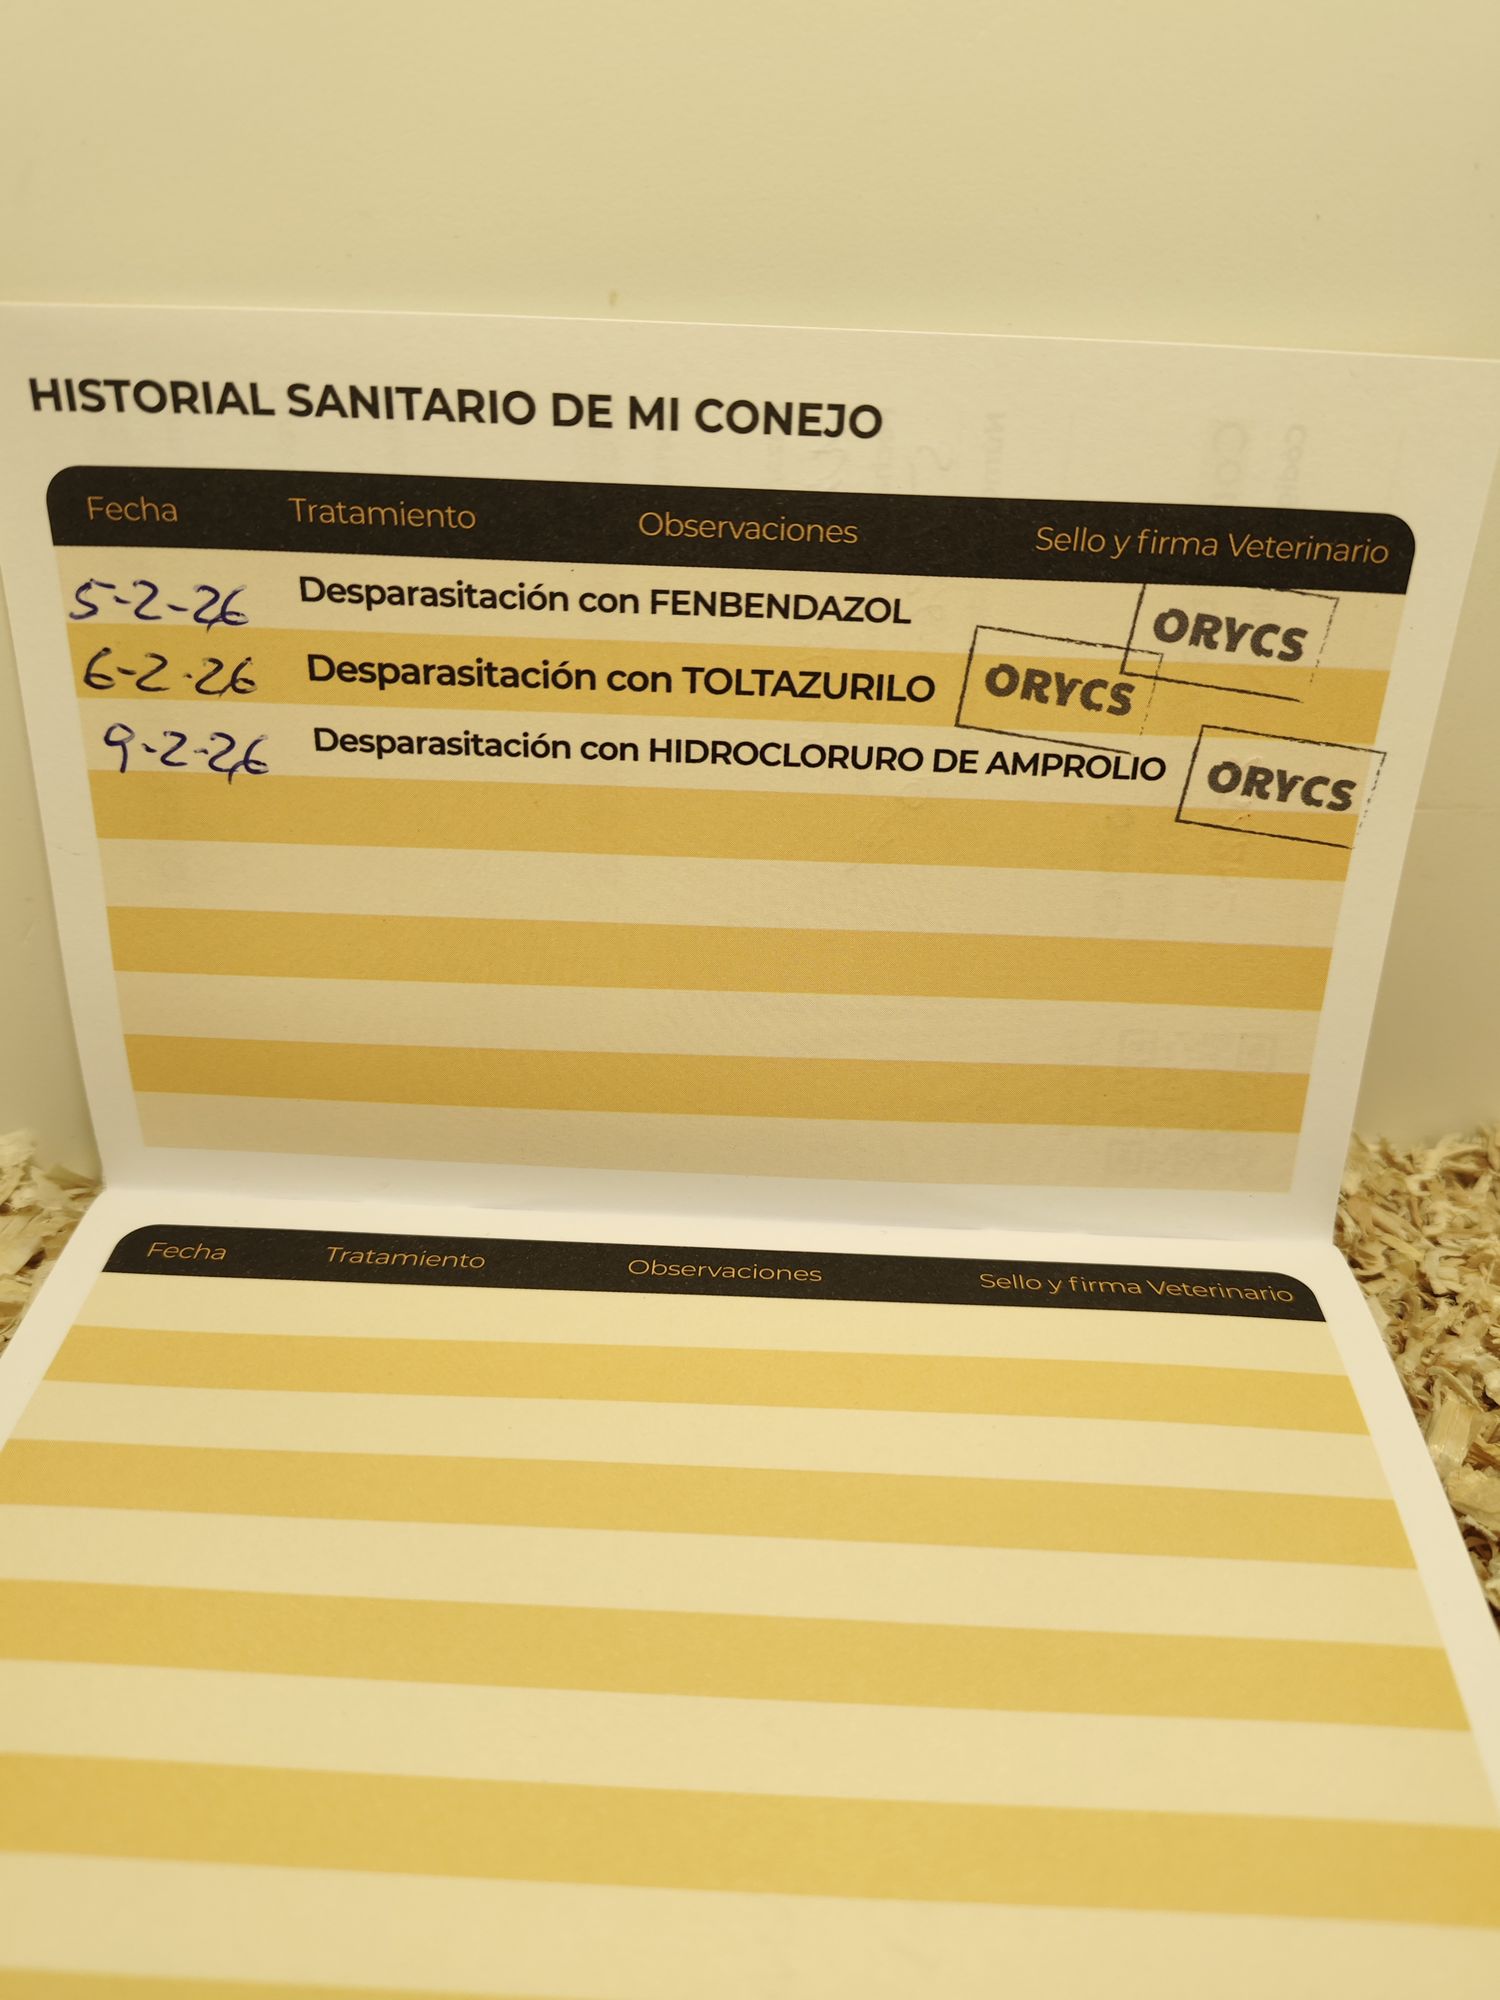 HISTORIAL SANITARIO DE MI CONEJO
Fecha Tratamiento Observaciones Sello y firma Veterinario
5-2-26 Desparasitación con FENBENDAZOL ORYCS
6-2-26 Desparasitación con TOLTAZURILO ORYCS
9-2-26 Desparasitación con HIDROCLORURO DE AMPROLIO ORYCS
Fecha Tratamiento Observaciones Sello y firma Veterinario